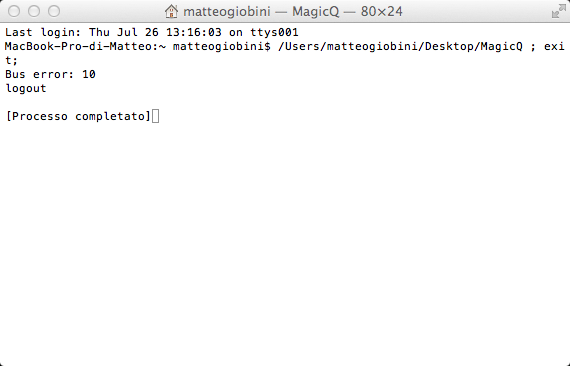 matteogiobini — MagicQ — 80×24
Last login: Thu Jul 26 13:16:03 on ttys001
MacBook-Pro-di-Matteo:~ matteogiobini$ /Users/matteogiobini/Desktop/MagicQ ; exi
t;
Bus error: 10
logout
[Processo completato]